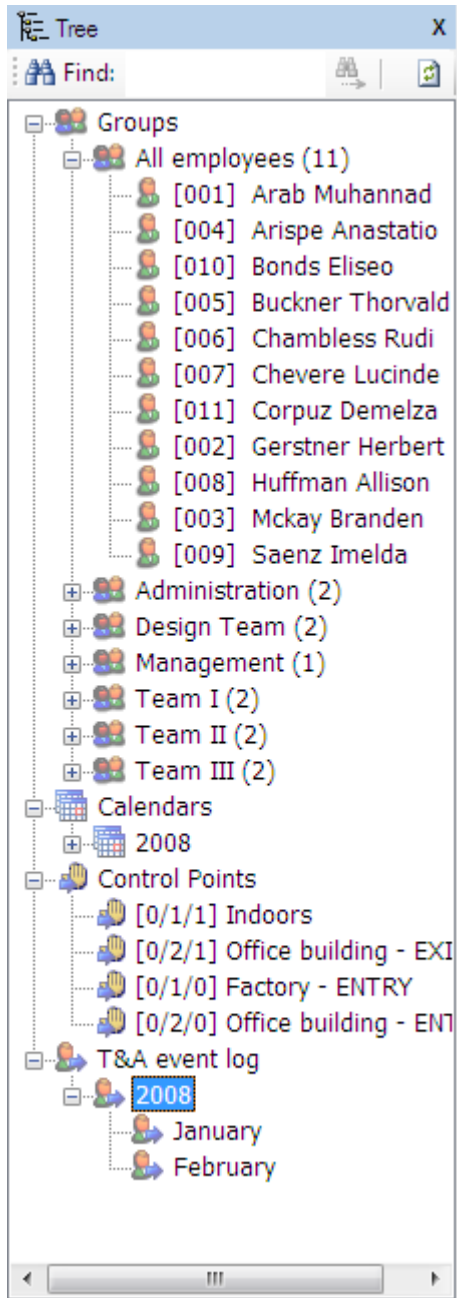 Tree X
Find:
Groups
All employees (11)
[001] Arab Muhannad
[004] Arispe Anastatio
[010] Bonds Eliseo
[005] Buckner Thorvald
[006] Chambless Rudi
[007] Chevere Lucinde
[011] Corpuz Demelza
[002] Gerstner Herbert
[008] Huffman Allison
[003] Mckay Branden
[009] Saenz Imelda
Administration (2)
Design Team (2)
Management (1)
Team I (2)
Team II (2)
Team III (2)
Calendars
2008
Control Points
[0/1/1] Indoors
[0/2/1] Office building - EXI
[0/1/0] Factory - ENTRY
[0/2/0] Office building - ENT
T&A event log
2008
January
February